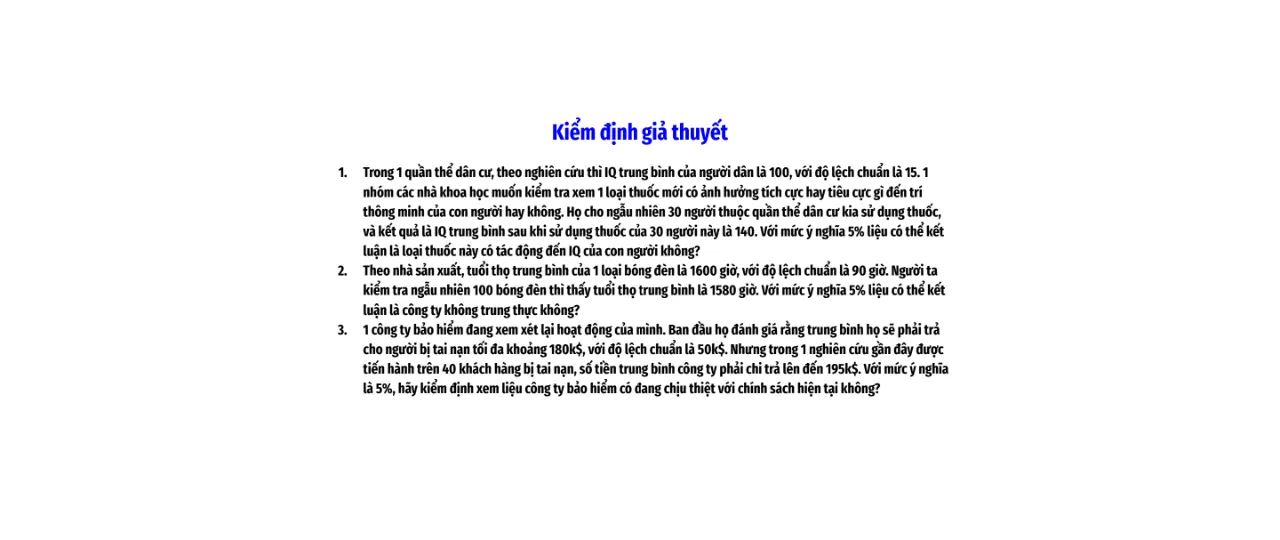 Kiểm định giả thuyết
1. Trong 1 quần thể dân cư, theo nghiên cứu thì IQ trung bình của người dân là 100, với độ lệch chuẩn là 15. 1
nhóm các nhà khoa học muốn kiểm tra xem 1 loại thuốc mới có ảnh hưởng tích cực hay tiêu cực gì đến trí
thông minh của con người hay không. Họ cho ngẫu nhiên 30 người thuộc quần thể dân cư kia sử dụng thuốc,
và kết quả là IQ trung bình sau khi sử dụng thuốc của 30 người này là 140. Với mức ý nghĩa 5% liệu có thể kết
luận là loại thuốc này có tác động đến IQ của con người không?
2. Theo nhà sản xuất, tuổi thọ trung bình của 1 loại bóng đèn là 1600 giờ, với độ lệch chuẩn là 90 giờ. Người ta
kiểm tra ngẫu nhiên 100 bóng đèn thì thấy tuổi thọ trung bình là 1580 giờ. Với mức ý nghĩa 5% liệu có thể kết
luận là công ty không trung thực không?
3. 1 công ty bảo hiểm đang xem xét lại hoạt động của mình. Ban đầu họ đánh giá rằng trung bình họ sẽ phải trả
cho người bị tai nạn tối đa khoảng 180k$, với độ lệch chuẩn là 50k$. Nhưng trong 1 nghiên cứu gần đây được
tiến hành trên 40 khách hàng bị tai nạn, số tiền trung bình công ty phải chi trả lên đến 195k$. Với mức ý nghĩa
là 5%, hãy kiểm định xem liệu công ty bảo hiểm có đang chịu thiệt với chính sách hiện tại không?